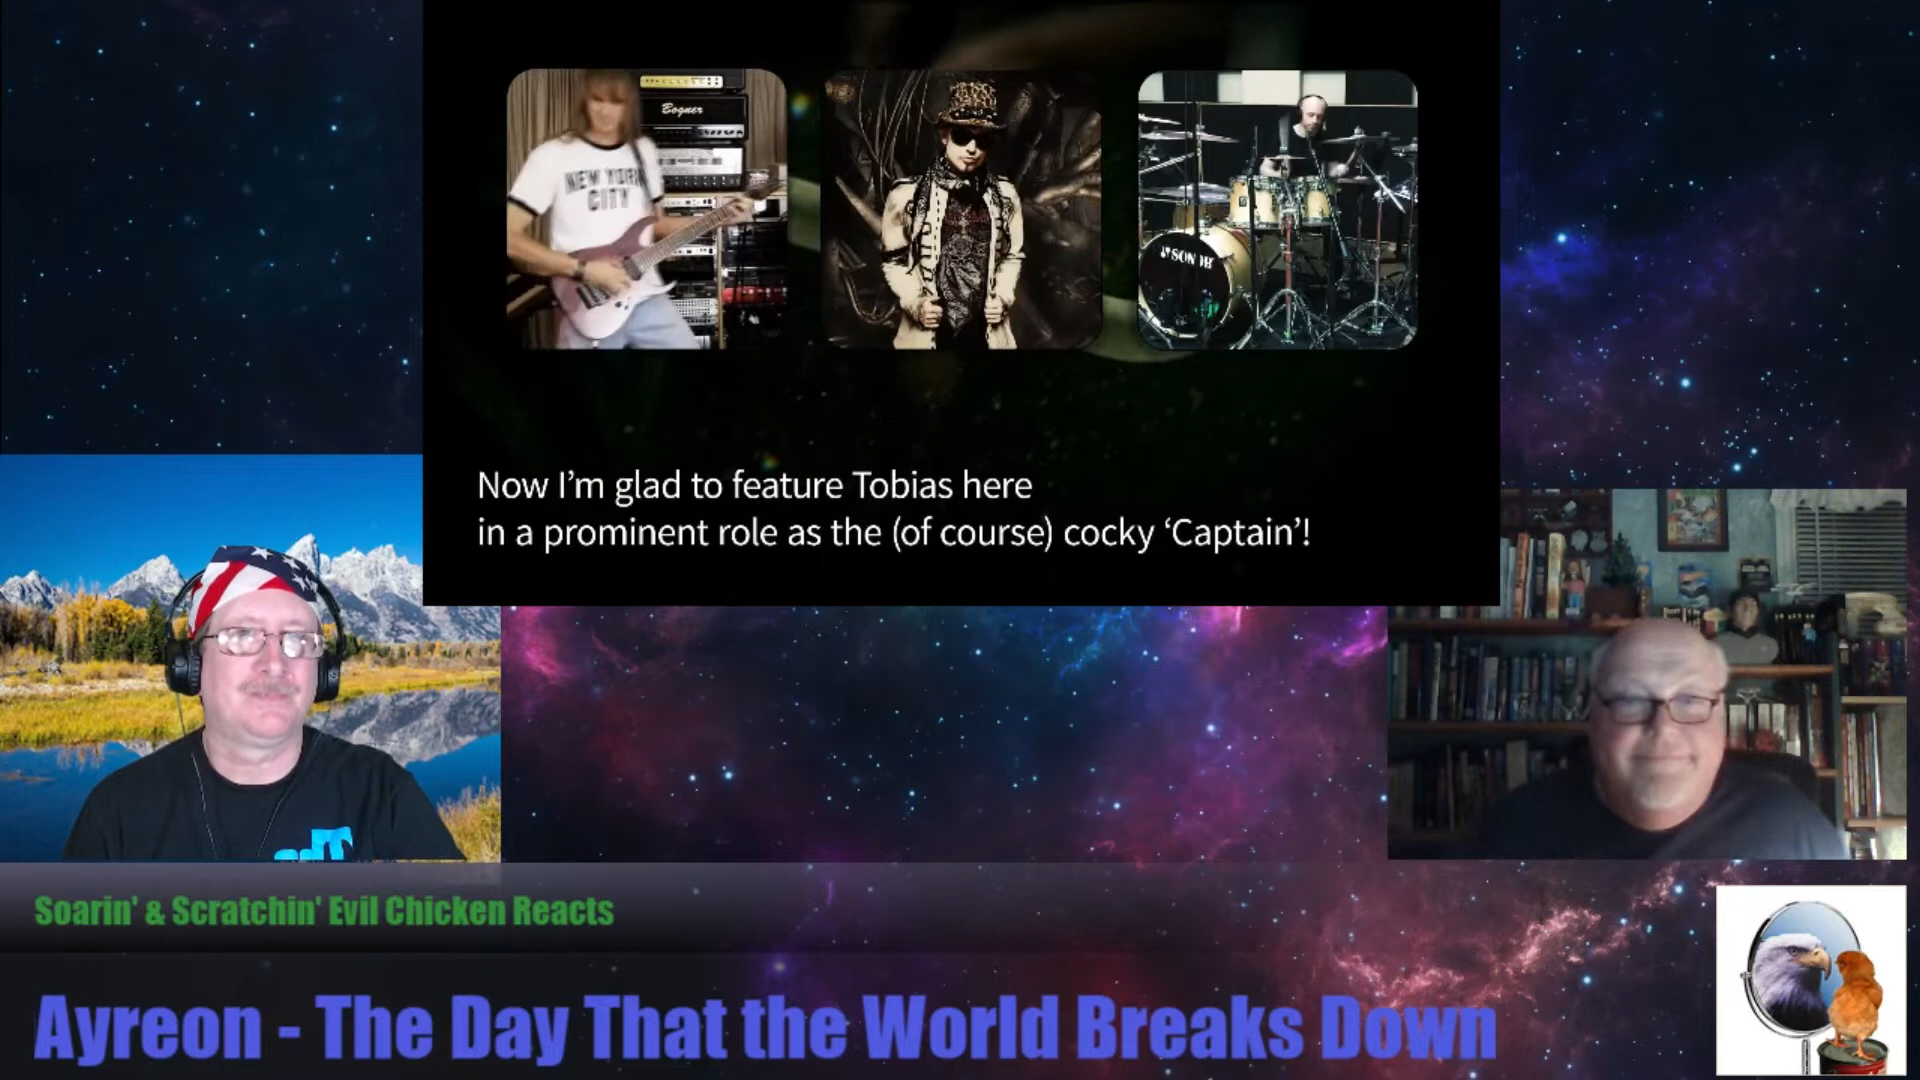 Bogner
NEW YORK
CITY
SONOR
Now I’m glad to feature Tobias here
in a prominent role as the (of course) cocky ‘Captain’!
Soarin' & Scratchin' Evil Chicken Reacts
Ayreon - The Day That the World Breaks Down